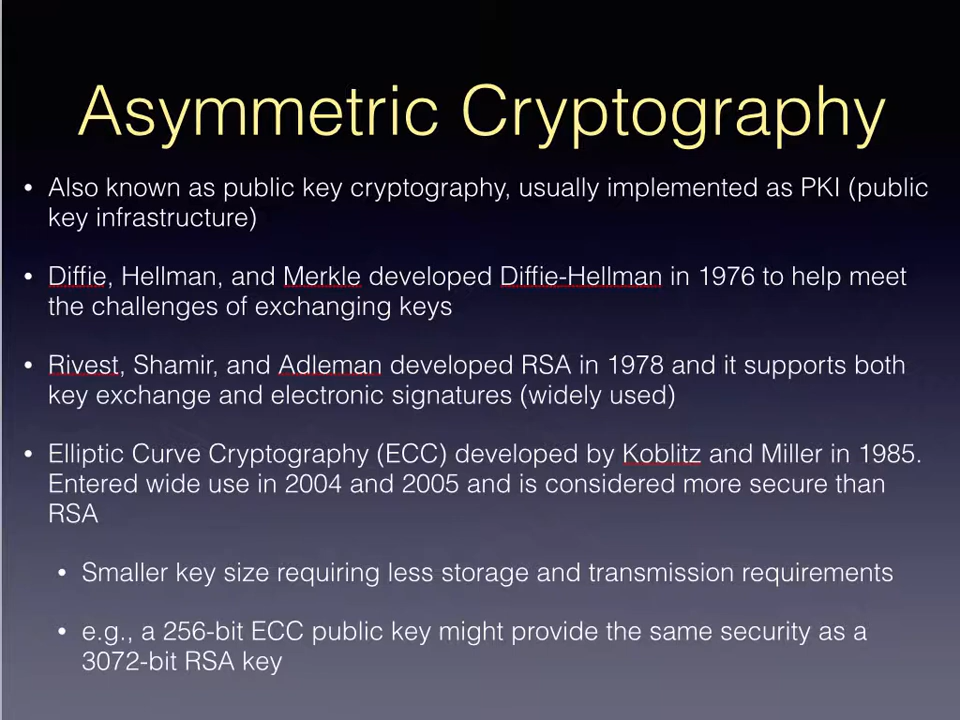 Asymmetric Cryptography
• Also known as public key cryptography, usually implemented as PKI (public
key infrastructure)
• Diffie, Hellman, and Merkle developed Diffie-Hellman in 1976 to help meet
the challenges of exchanging keys
• Rivest, Shamir, and Adleman developed RSA in 1978 and it supports both
key exchange and electronic signatures (widely used)
• Elliptic Curve Cryptography (ECC) developed by Koblitz and Miller in 1985.
Entered wide use in 2004 and 2005 and is considered more secure than
RSA
• Smaller key size requiring less storage and transmission requirements
• e.g., a 256-bit ECC public key might provide the same security as a
3072-bit RSA key